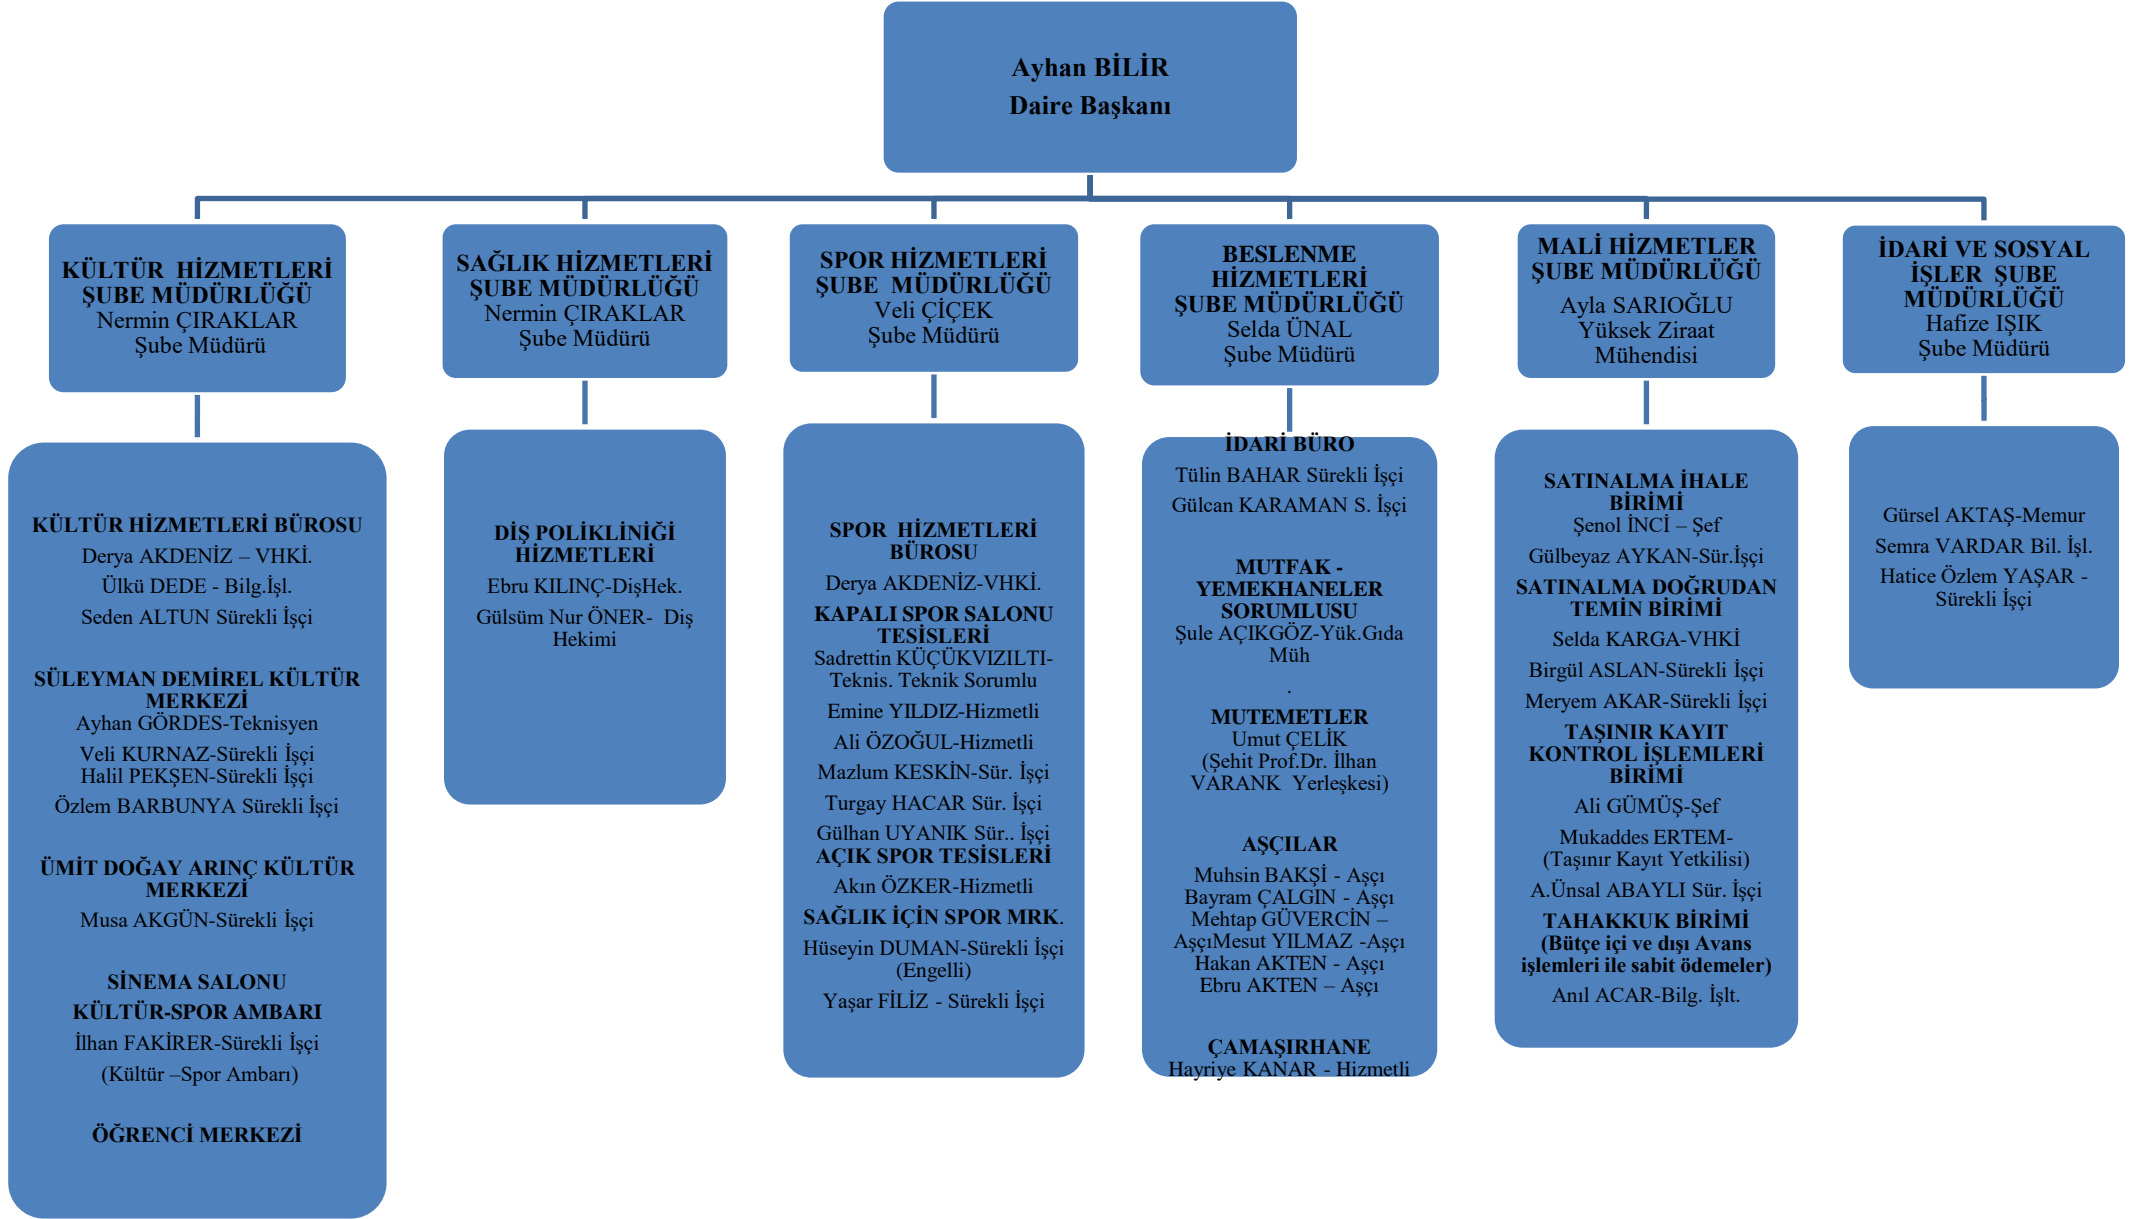 Ayhan BİLİR
Daire Başkanı
KÜLTÜR HİZMETLERİ
ŞUBE MÜDÜRLÜĞÜ
Nermin ÇIRAKLAR
Şube Müdürü
SAĞLIK HİZMETLERİ
ŞUBE MÜDÜRLÜĞÜ
Nermin ÇIRAKLAR
Şube Müdürü
SPOR HİZMETLERİ
ŞUBE MÜDÜRLÜĞÜ
Veli ÇİÇEK
Şube Müdürü
BESLENME
HİZMETLERİ
ŞUBE MÜDÜRLÜĞÜ
Selda ÜNAL
Şube Müdürü
MALİ HİZMETLER
ŞUBE MÜDÜRLÜĞÜ
Ayla SARIOĞLU
Yüksek Ziraat
Mühendisi
İDARİ VE SOSYAL
İŞLER ŞUBE
MÜDÜRLÜĞÜ
Hafize IŞIK
Şube Müdürü
KÜLTÜR HİZMETLERİ BÜROSU
Derya AKDENİZ – VHKİ.
Ülkü DEDE - Bilg.İşl.
Seden ALTUN Sürekli İşçi
SÜLEYMAN DEMİREL KÜLTÜR
MERKEZİ
Ayhan GÖRDES-Teknisyen
Veli KURNAZ-Sürekli İşçi
Halil PEKŞEN-Sürekli İşçi
Özlem BARBUNYA Sürekli İşçi
ÜMİT DOĞAY ARINÇ KÜLTÜR
MERKEZİ
Musa AKGÜN-Sürekli İşçi
SİNEMA SALONU
KÜLTÜR-SPOR AMBARI
İlhan FAKİRER-Sürekli İşçi
(Kültür –Spor Ambarı)
ÖĞRENCİ MERKEZİ
DİŞ POLİKLİNİĞİ
HİZMETLERİ
Ebru KILINÇ-DişHek.
Gülsüm Nur ÖNER- Diş
Hekimi
SPOR HİZMETLERİ
BÜROSU
Derya AKDENİZ-VHKİ.
KAPALI SPOR SALONU
TESİSLERİ
Sadrettin KÜÇÜKVIZILTI-
Teknis. Teknik Sorumlu
Emine YILDIZ-Hizmetli
Ali ÖZOĞUL-Hizmetli
Mazlum KESKİN-Sür. İşçi
Turgay HACAR Sür. İşçi
Gülhan UYANIK Sür.. İşçi
AÇIK SPOR TESİSLERİ
Akın ÖZKER-Hizmetli
SAĞLIK İÇİN SPOR MRK.
Hüseyin DUMAN-Sürekli İşçi
(Engelli)
Yaşar FİLİZ - Sürekli İşçi
İDARİ BÜRO
Tülin BAHAR Sürekli İşçi
Gülcan KARAMAN S. İşçi
MUTFAK -
YEMEKHANELER
SORUMLUSU
Şule AÇIKGÖZ-Yük.Gıda
Müh
.
MUTEMETLER
Umut ÇELİK
(Şehit Prof.Dr. İlhan
VARANK Yerleşkesi)
AŞÇILAR
Muhsin BAKŞİ - Aşçı
Bayram ÇALGIN - Aşçı
Mehtap GÜVERCİN –
AşçıMesut YILMAZ -Aşçı
Hakan AKTEN - Aşçı
Ebru AKTEN – Aşçı
ÇAMAŞIRHANE
Hayriye KANAR - Hizmetli
SATINALMA İHALE
BİRİMİ
Şenol İNCİ – Şef
Gülbeyaz AYKAN-Sür.İşçi
SATINALMA DOĞRUDAN
TEMİN BİRİMİ
Selda KARGA-VHKİ
Birgül ASLAN-Sürekli İşçi
Meryem AKAR-Sürekli İşçi
TAŞINIR KAYIT
KONTROL İŞLEMLERİ
BİRİMİ
Ali GÜMÜŞ-Şef
Mukaddes ERTEM-
(Taşınır Kayıt Yetkilisi)
A.Ünsal ABAYLI Sür. İşçi
TAHAKKUK BİRİMİ
(Bütçe içi ve dışı Avans
işlemleri ile sabit ödemeler)
Anıl ACAR-Bilg. İşlt.
Gürsel AKTAŞ-Memur
Semra VARDAR Bil. İşl.
Hatice Özlem YAŞAR -
Sürekli İşçi